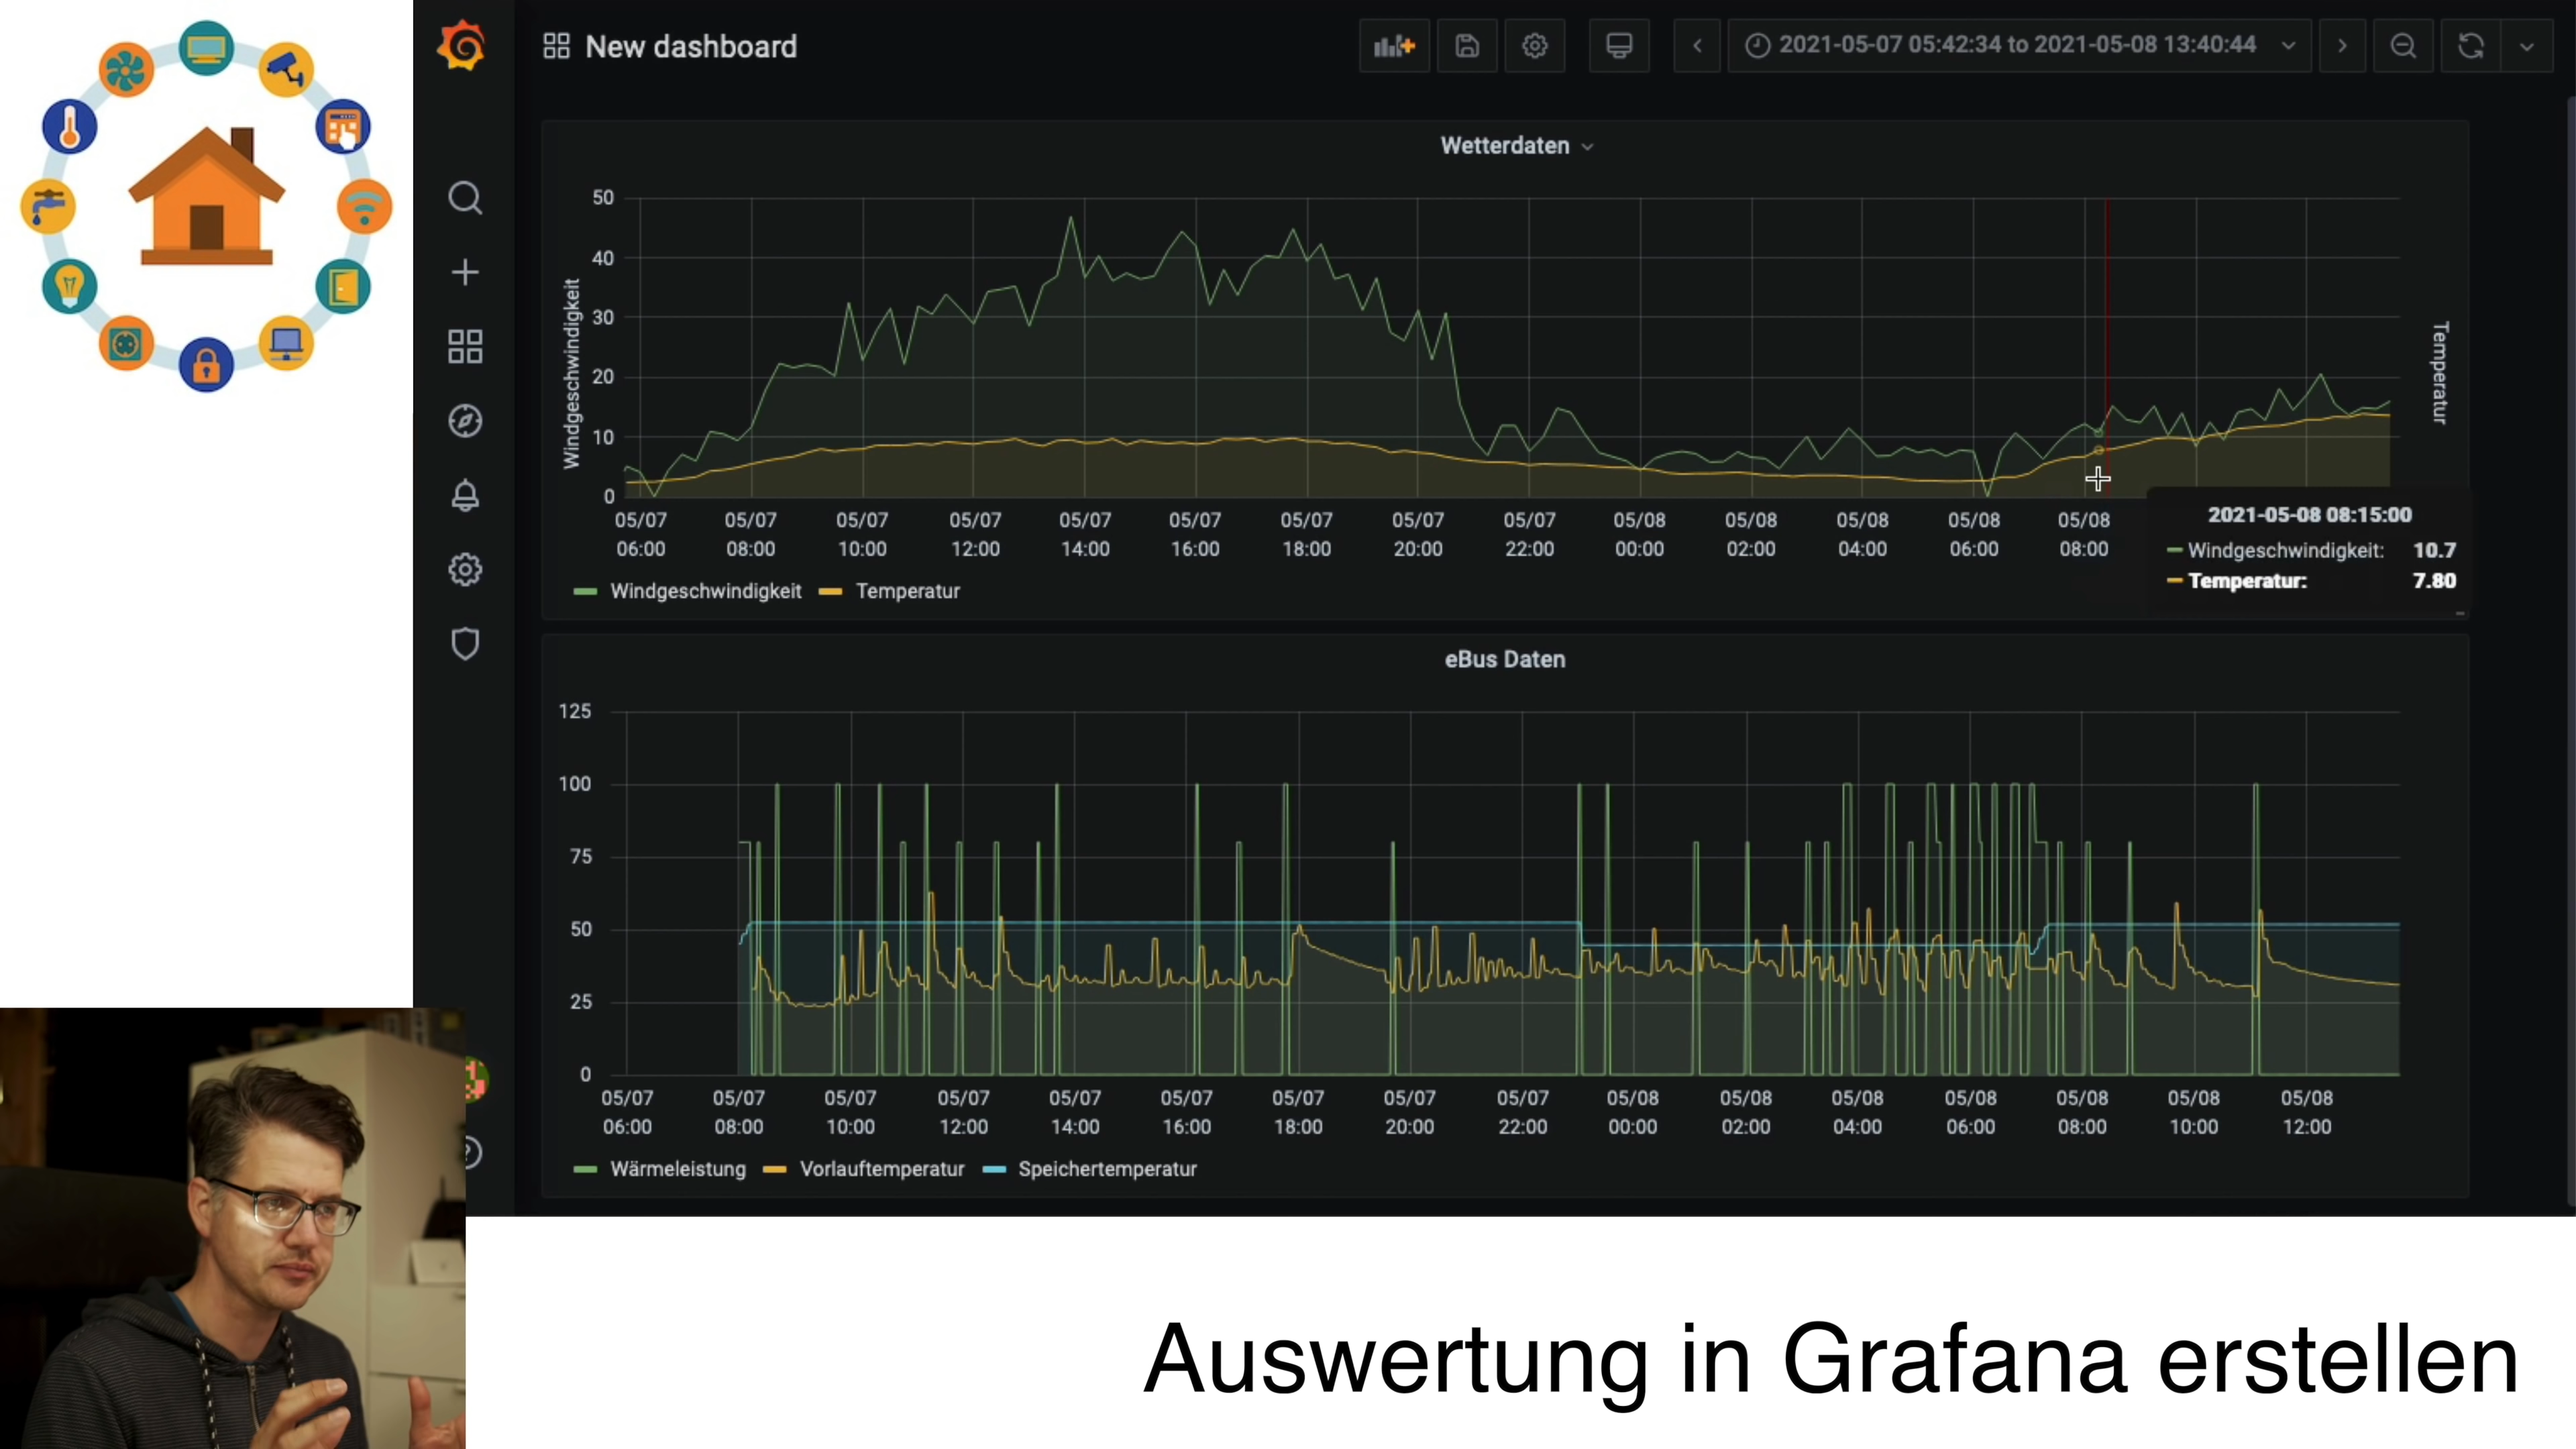 New dashboard
2021-05-07 05:42:34 to 2021-05-08 13:40:44
Wetterdaten
50
40
30
20
10
0
Windgeschwindigkeit
Temperatur
05/07 05/07 05/07 05/07 05/07 05/07 05/07 05/07 05/07 05/08 05/08 05/08 05/08 05/08
06:00 08:00 10:00 12:00 14:00 16:00 18:00 20:00 22:00 00:00 02:00 04:00 06:00 08:00
2021-05-08 08:15:00
Windgeschwindigkeit: 10.7
Temperatur: 7.80
Windgeschwindigkeit Temperatur
eBus Daten
125
100
75
50
25
0
05/07 05/07 05/07 05/07 05/07 05/07 05/07 05/07 05/07 05/08 05/08 05/08 05/08 05/08 05/08 05/08
06:00 08:00 10:00 12:00 14:00 16:00 18:00 20:00 22:00 00:00 02:00 04:00 06:00 08:00 10:00 12:00
Wärmeleistung Vorlauftemperatur Speichertemperatur
Auswertung in Grafana erstellen